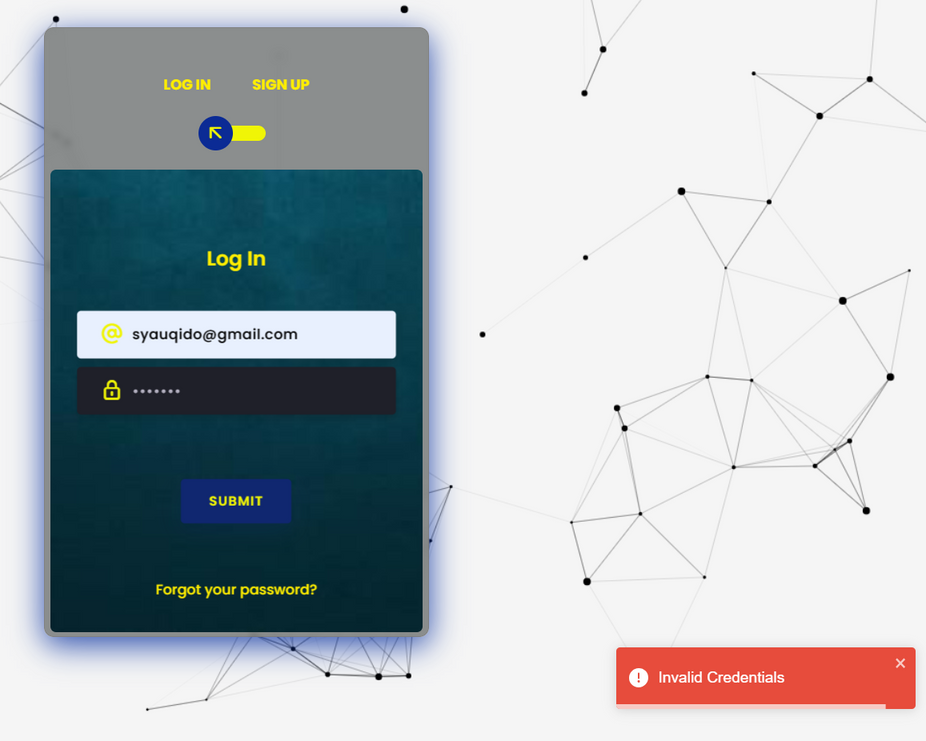 LOG IN SIGN UP
Log In
syauqido@gmail.com
•••••••
SUBMIT
Forgot your password?
Invalid Credentials